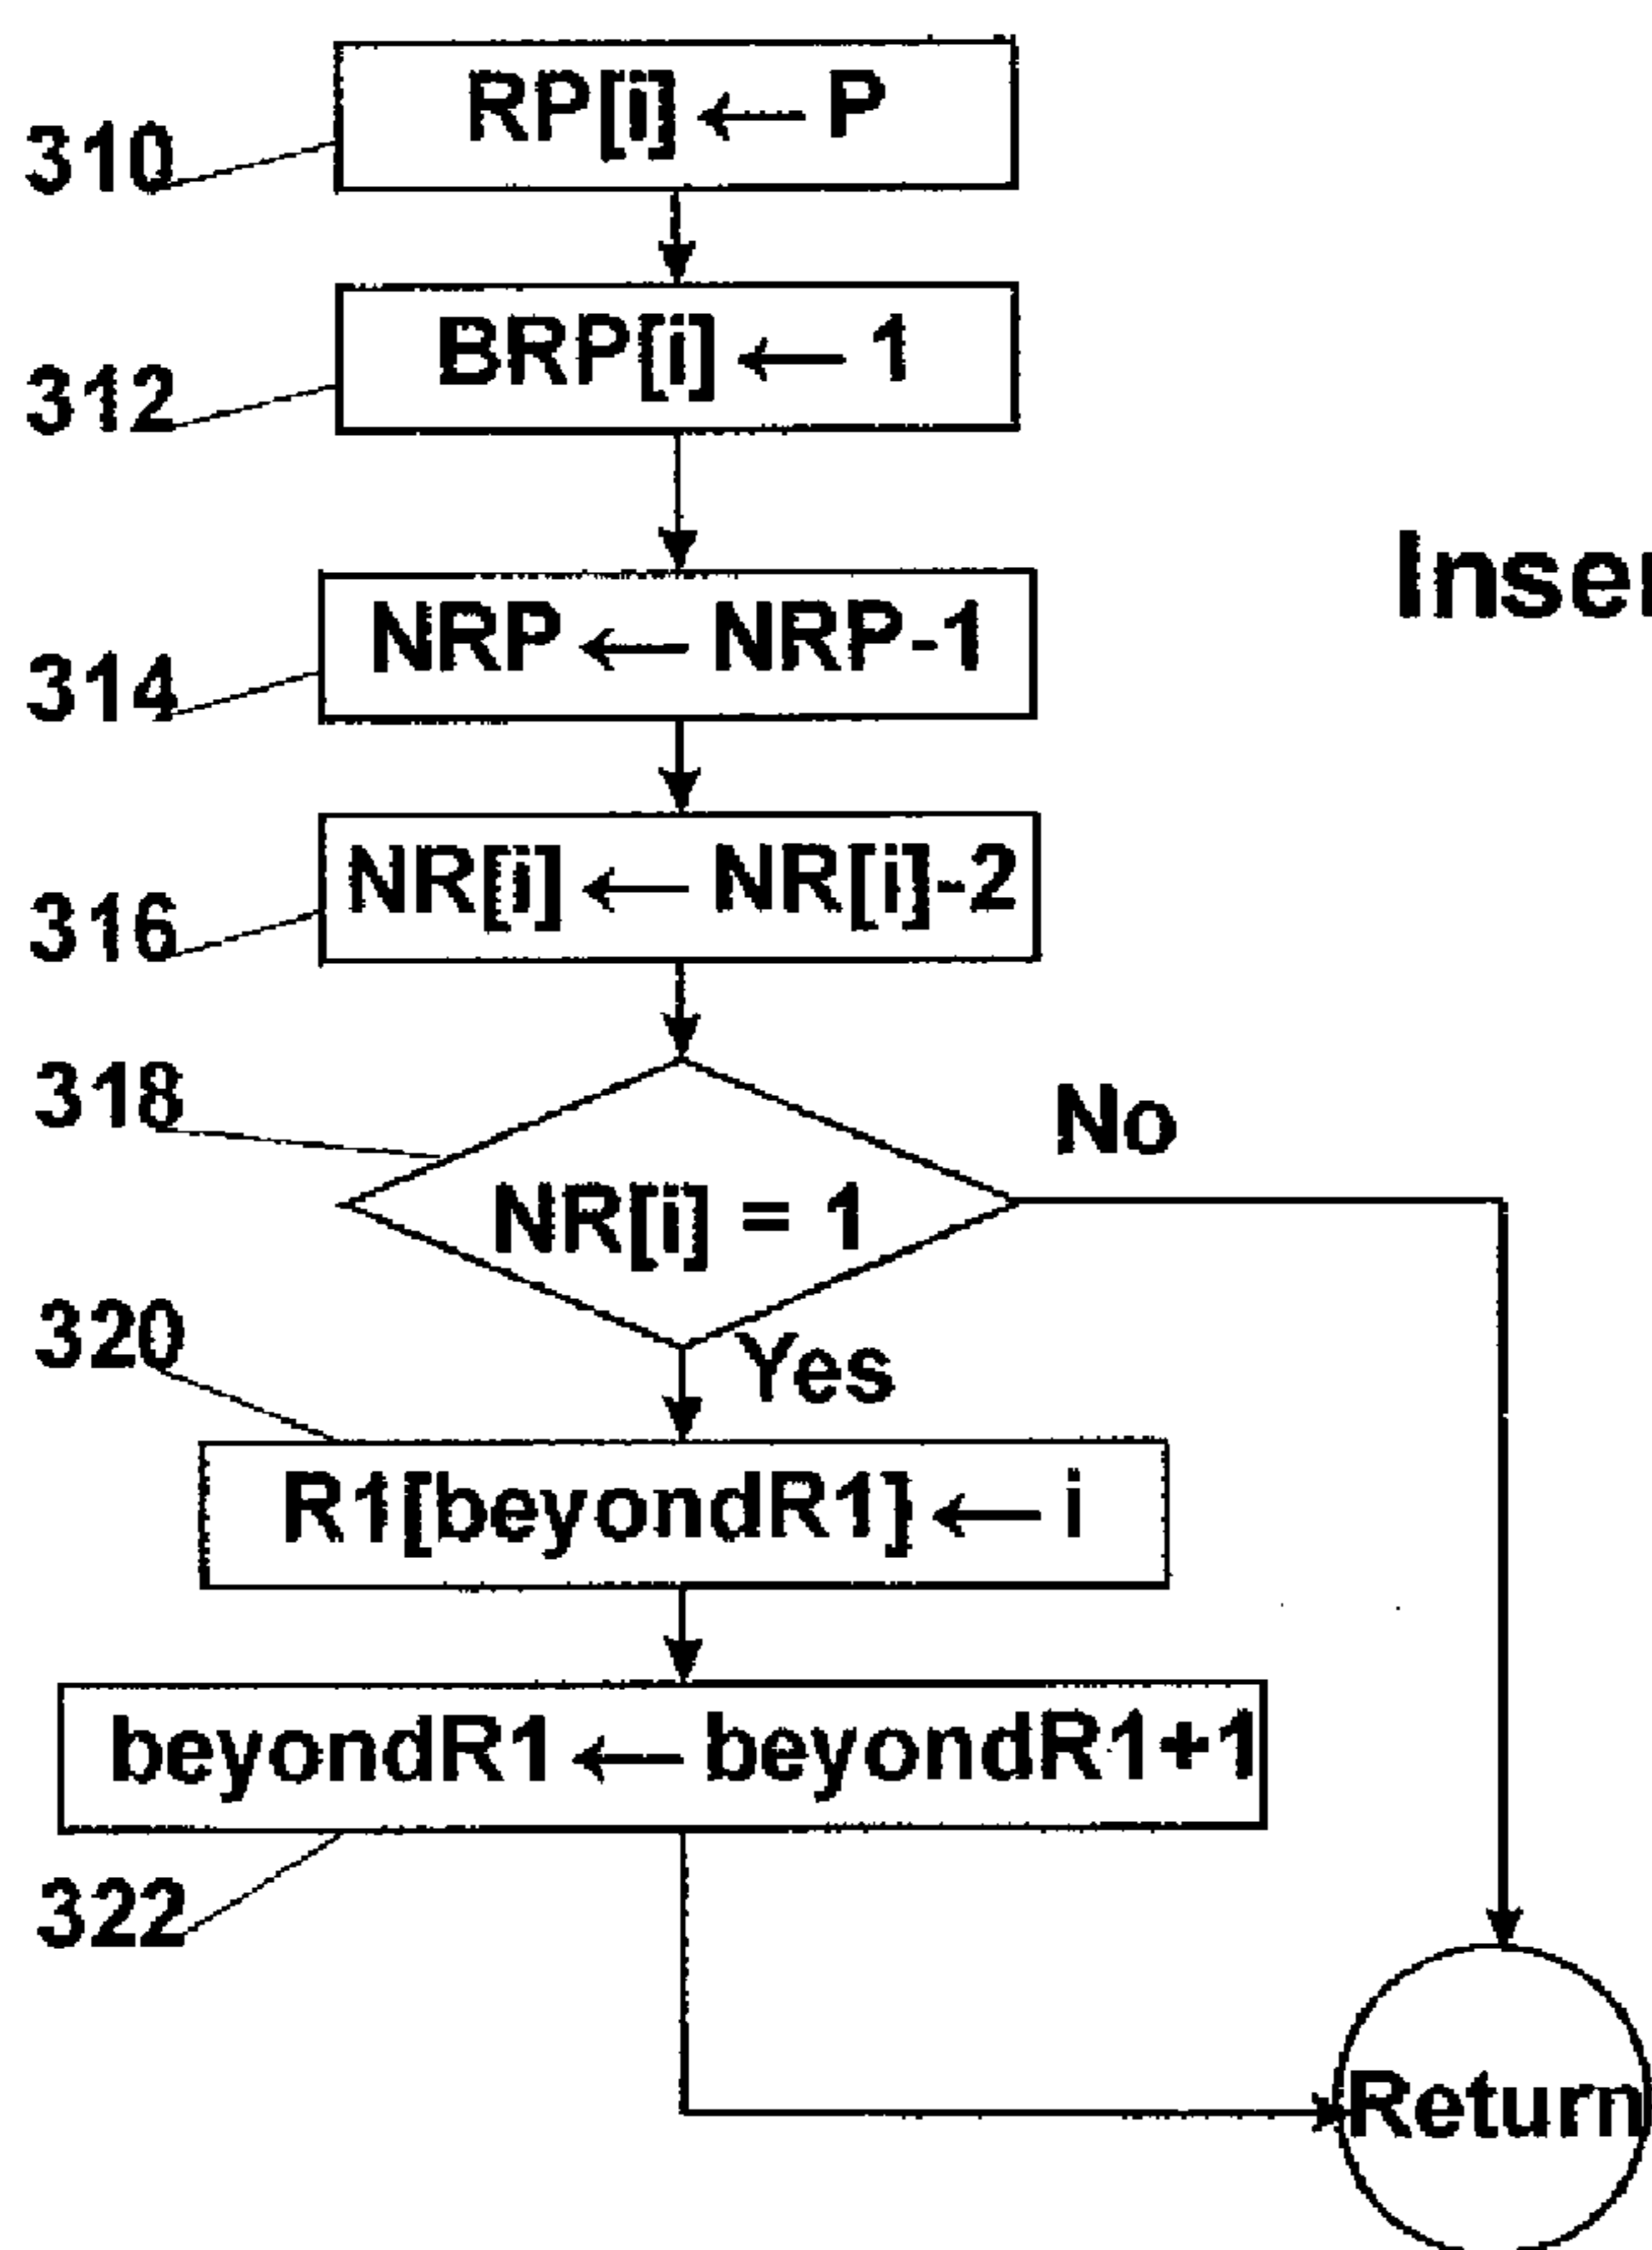 310
RP[i] ← P
312
BRP[i] ← 1
314
NRP ← NRP-1
316
NR[i] ← NR[i]-2
318
NR[i] = 1
No
Yes
320
R1[beyondR1] ← i
beyondR1 ← beyondR1+1
322
Return